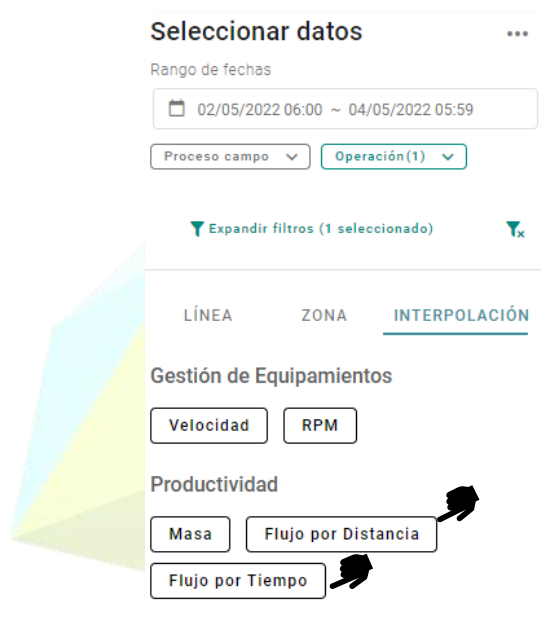 Seleccionar datos
Rango de fechas
02/05/2022 06:00 ~ 04/05/2022 05:59
Proceso campo Operación(1)
Expandir filtros (1 seleccionado)
LÍNEA ZONA INTERPOLACIÓN
Gestión de Equipamientos
Velocidad RPM
Productividad
Masa Flujo por Distancia
Flujo por Tiempo